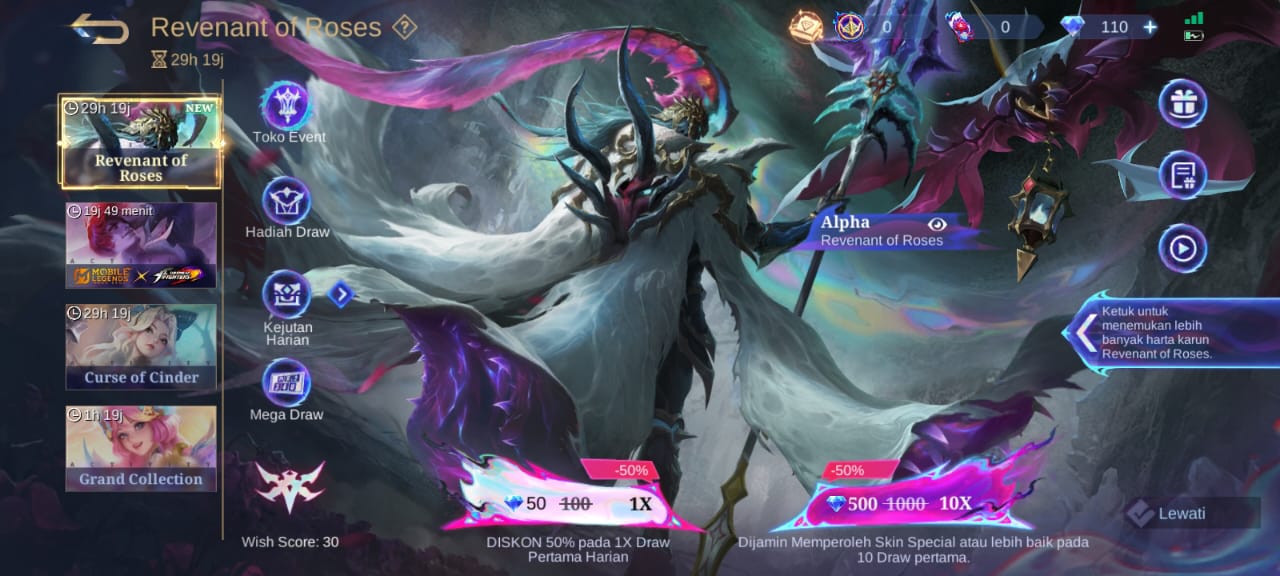 Revenant of Roses ?
29h 19j
0
0
110 +
29h 19j
NEW
Revenant of
Roses
19j 49 menit
MOBILE
LEGENDS
X
Curse of Cinder
29h 19j
1h 19j
Grand Collection
Toko Event
Hadiah Draw
Kejutan
Harian
Mega Draw
Wish Score: 30
Alpha
Revenant of Roses
Ketuk untuk
menemukan lebih
banyak harta karun
Revenant of Roses.
-50%
50 100 1X
DISKON 50% pada 1X Draw
Pertama Harian
-50%
500 1000 10X
Dijamin Memperoleh Skin Special atau lebih baik pada
10 Draw pertama.
Lewati